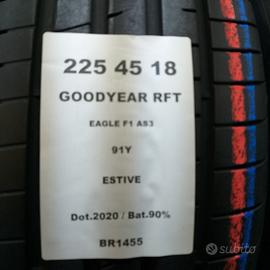 225 45 18
GOODYEAR RFT
EAGLE F1 AS3
91Y
ESTIVE
Dot.2020 / Bat.90%
BR1455
subito